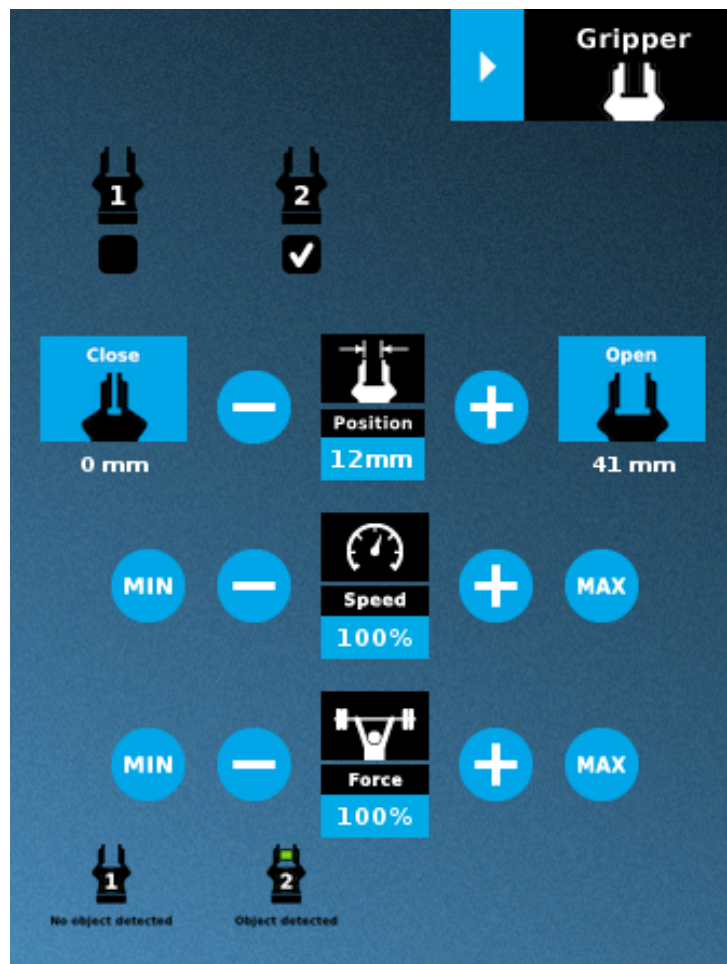 Gripper
1 2
Close Open
Position
0 mm 12mm 41 mm
MIN Speed MAX
100%
MIN Force MAX
100%
1 2
No object detected Object detected